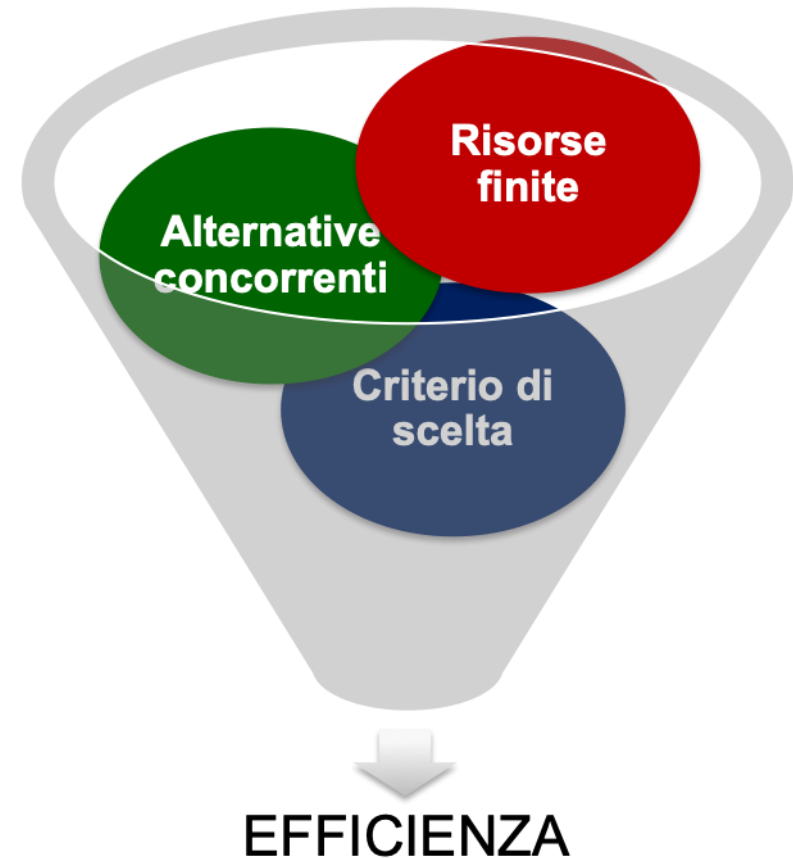 Risorse
finite
Alternative
concorrenti
Criterio di
scelta
EFFICIENZA